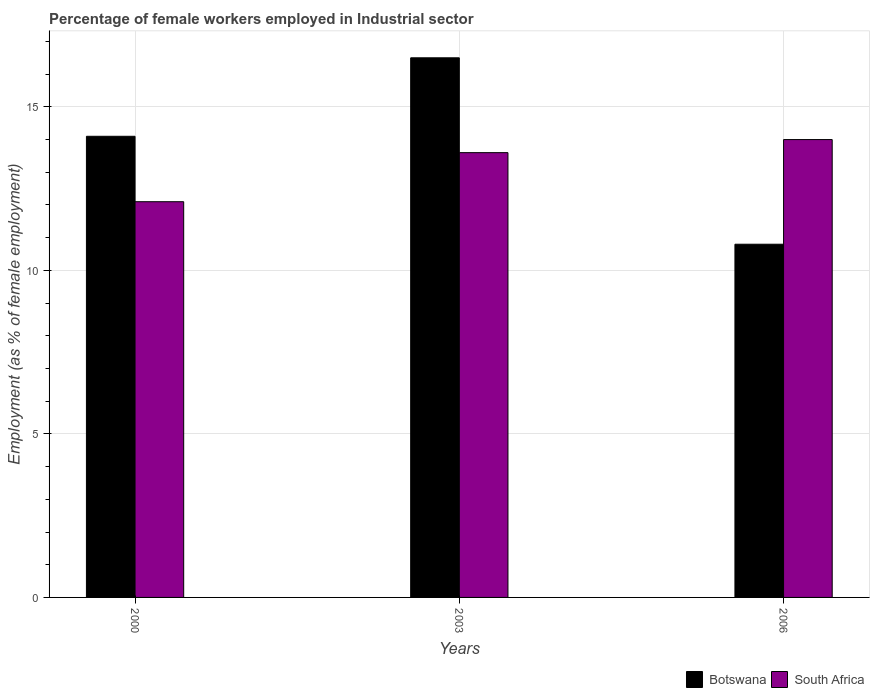 Percentage of female workers employed in Industrial sector
Employment (as % of female employment)
15
10
5
0
2000
2003
2006
Years
Botswana
South Africa